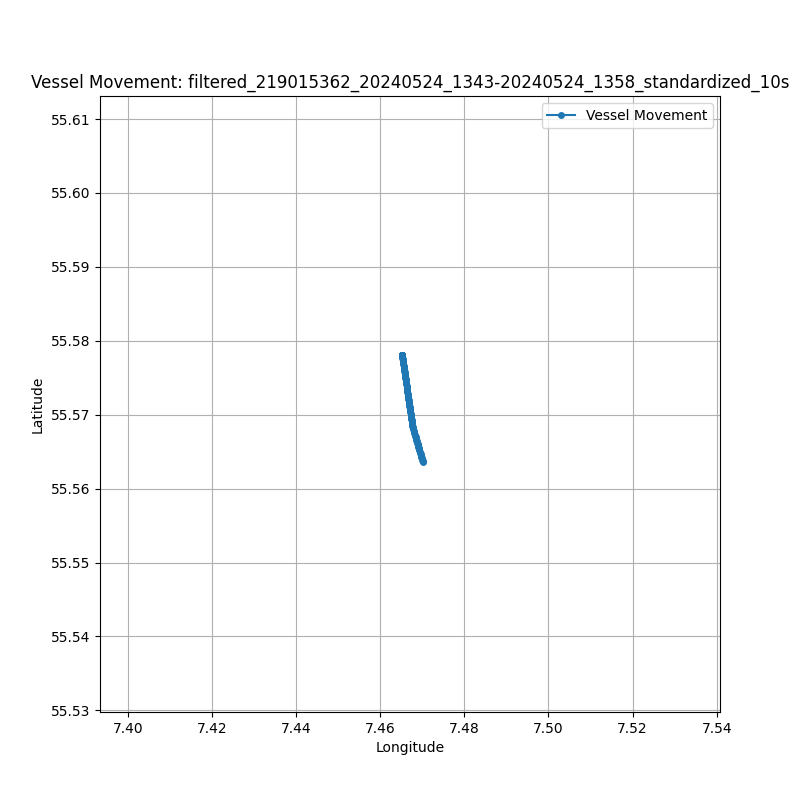 Vessel Movement: filtered_219015362_20240524_1343-20240524_1358_standardized_10s
Vessel Movement
55.61
55.60
55.59
55.58
55.57
55.56
55.55
55.54
55.53
Latitude
7.40 7.42 7.44 7.46 7.48 7.50 7.52 7.54
Longitude